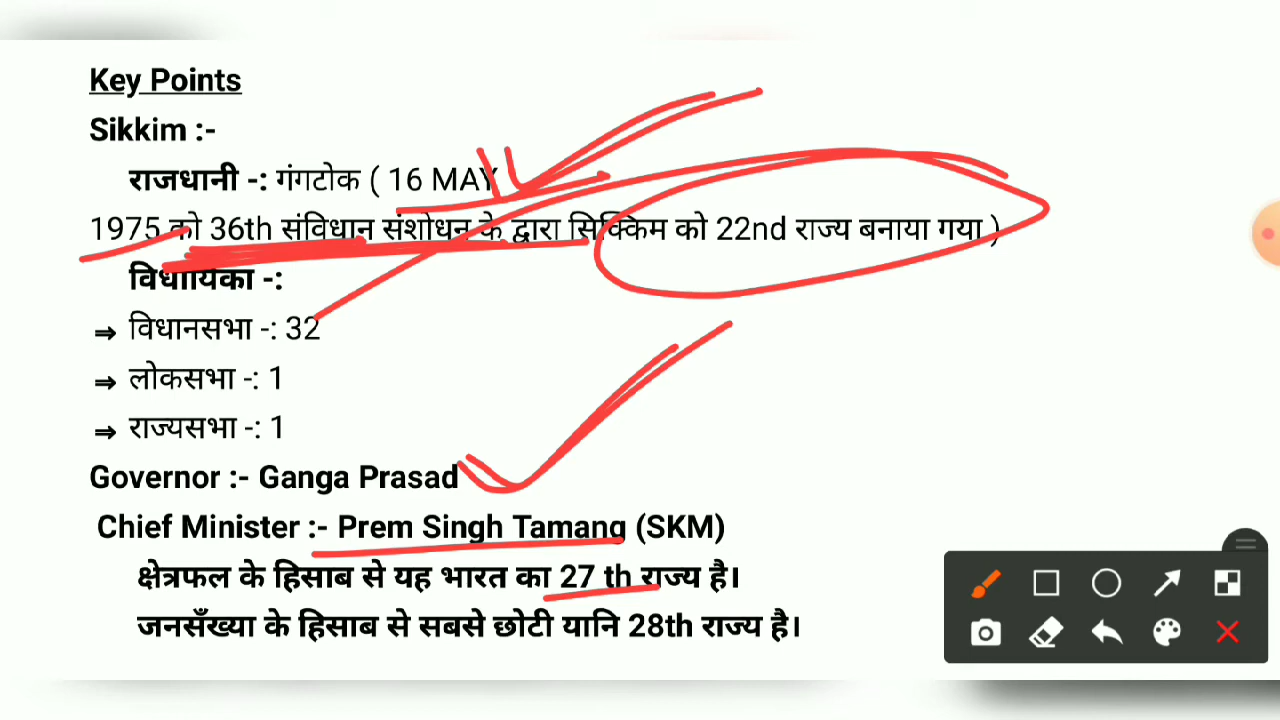 Key Points
Sikkim :-
राजधानी -: गंगटोक ( 16 MAY
1975 को 36th संविधान संशोधन के द्वारा सिक्किम को 22nd राज्य बनाया गया )
विधायिका -:
⇒ विधानसभा -: 32
⇒ लोकसभा -: 1
⇒ राज्यसभा -: 1
Governor :- Ganga Prasad
Chief Minister :- Prem Singh Tamang (SKM)
क्षेत्रफल के हिसाब से यह भारत का 27 th राज्य है।
जनसँख्या के हिसाब से सबसे छोटी यानि 28th राज्य है।